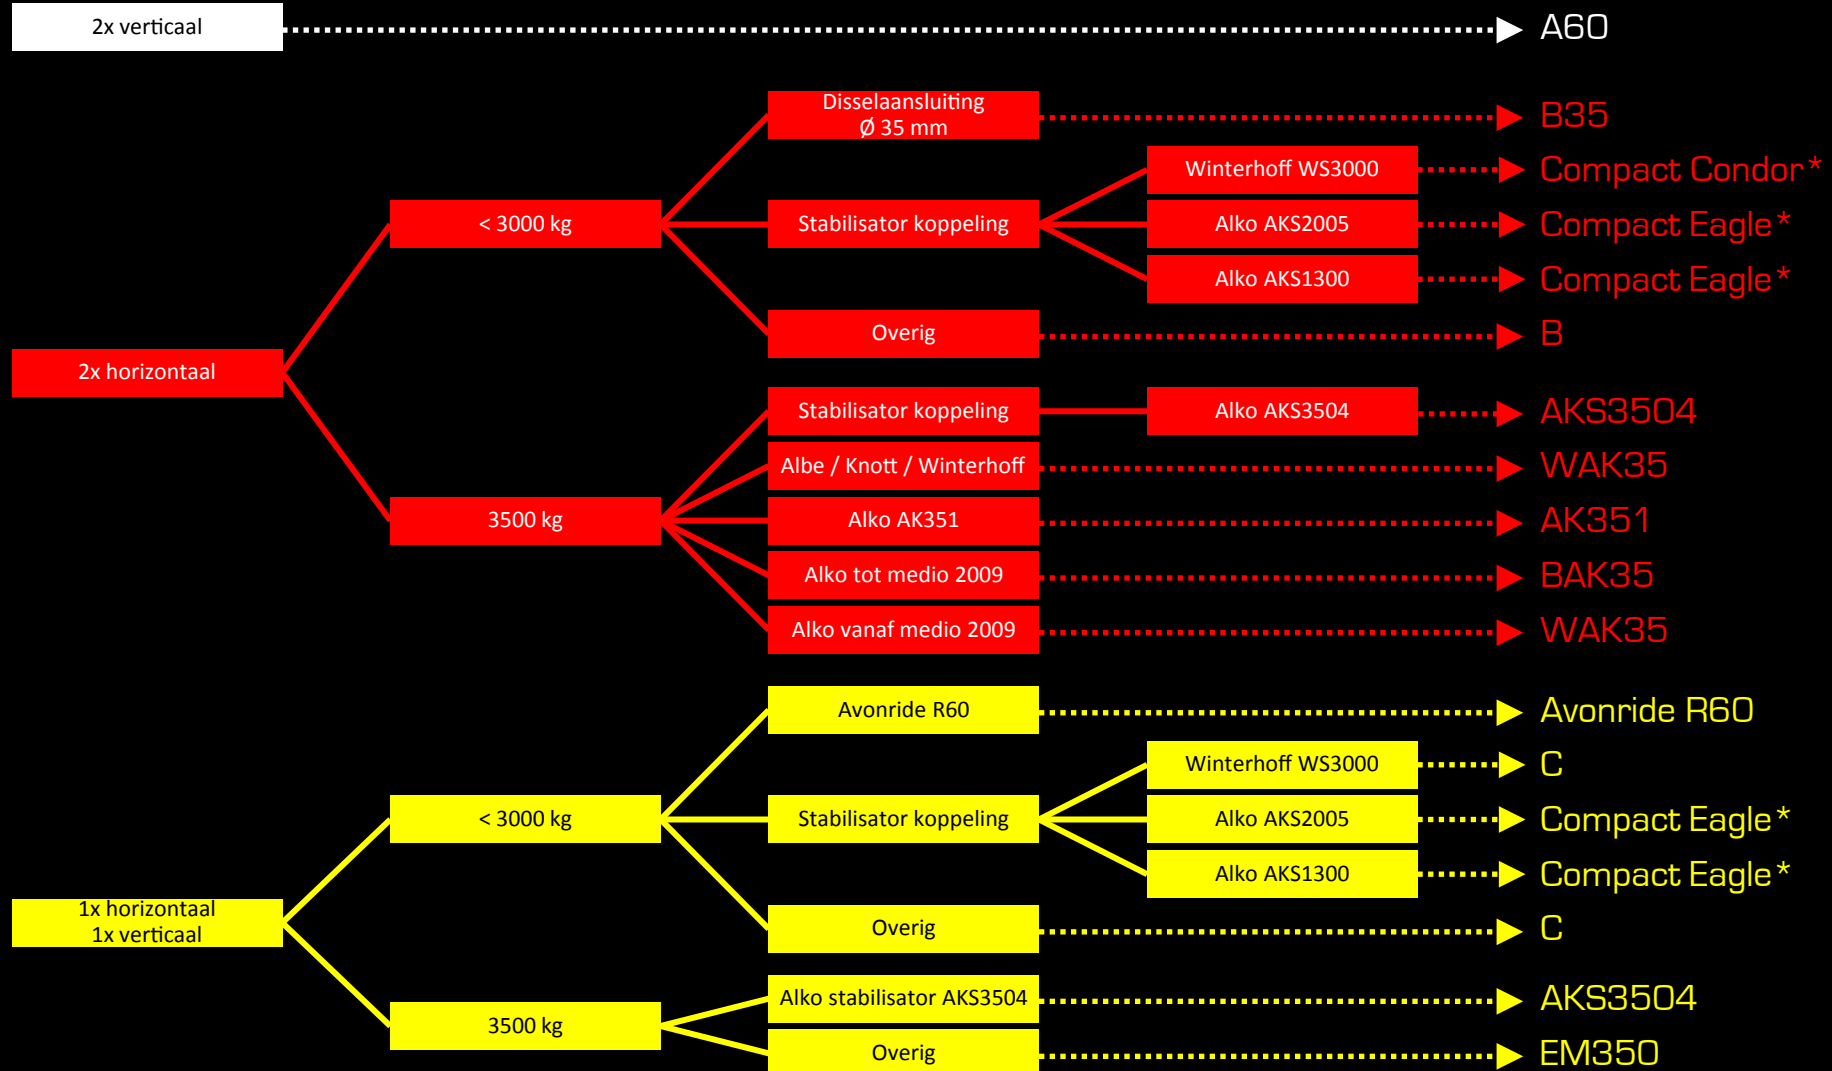 2x verticaal
A60
Disselaansluiting
Ø 35 mm
B35
Winterhoff WS3000
Compact Condor*
< 3000 kg
Stabilisator koppeling
Alko AKS2005
Compact Eagle*
Alko AKS1300
Compact Eagle*
Overig
B
2x horizontaal
Stabilisator koppeling
Alko AKS3504
AKS3504
Albe / Knott / Winterhoff
WAK35
3500 kg
Alko AK351
AK351
Alko tot medio 2009
BAK35
Alko vanaf medio 2009
WAK35
Avonride R60
Avonride R60
Winterhoff WS3000
C
< 3000 kg
Stabilisator koppeling
Alko AKS2005
Compact Eagle*
Alko AKS1300
Compact Eagle*
1x horizontaal
1x verticaal
Overig
C
Alko stabilisator AKS3504
AKS3504
3500 kg
Overig
EM350